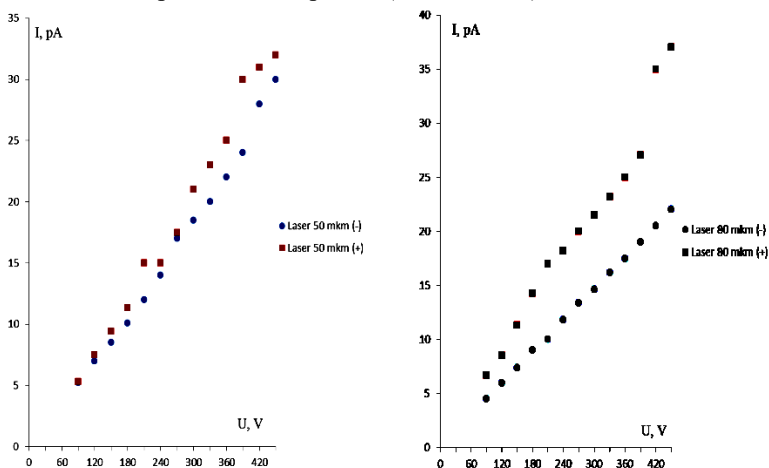 I, pA
35
30
25
20
15
10
5
0
0 60 120 180 240 300 360 420
U, V
Laser 50 mkm (-)
Laser 50 mkm (+)
I, pA
40
35
30
25
20
15
10
5
0
0 60 120 180 240 300 360 420
U, V
Laser 80 mkm (-)
Laser 80 mkm (+)